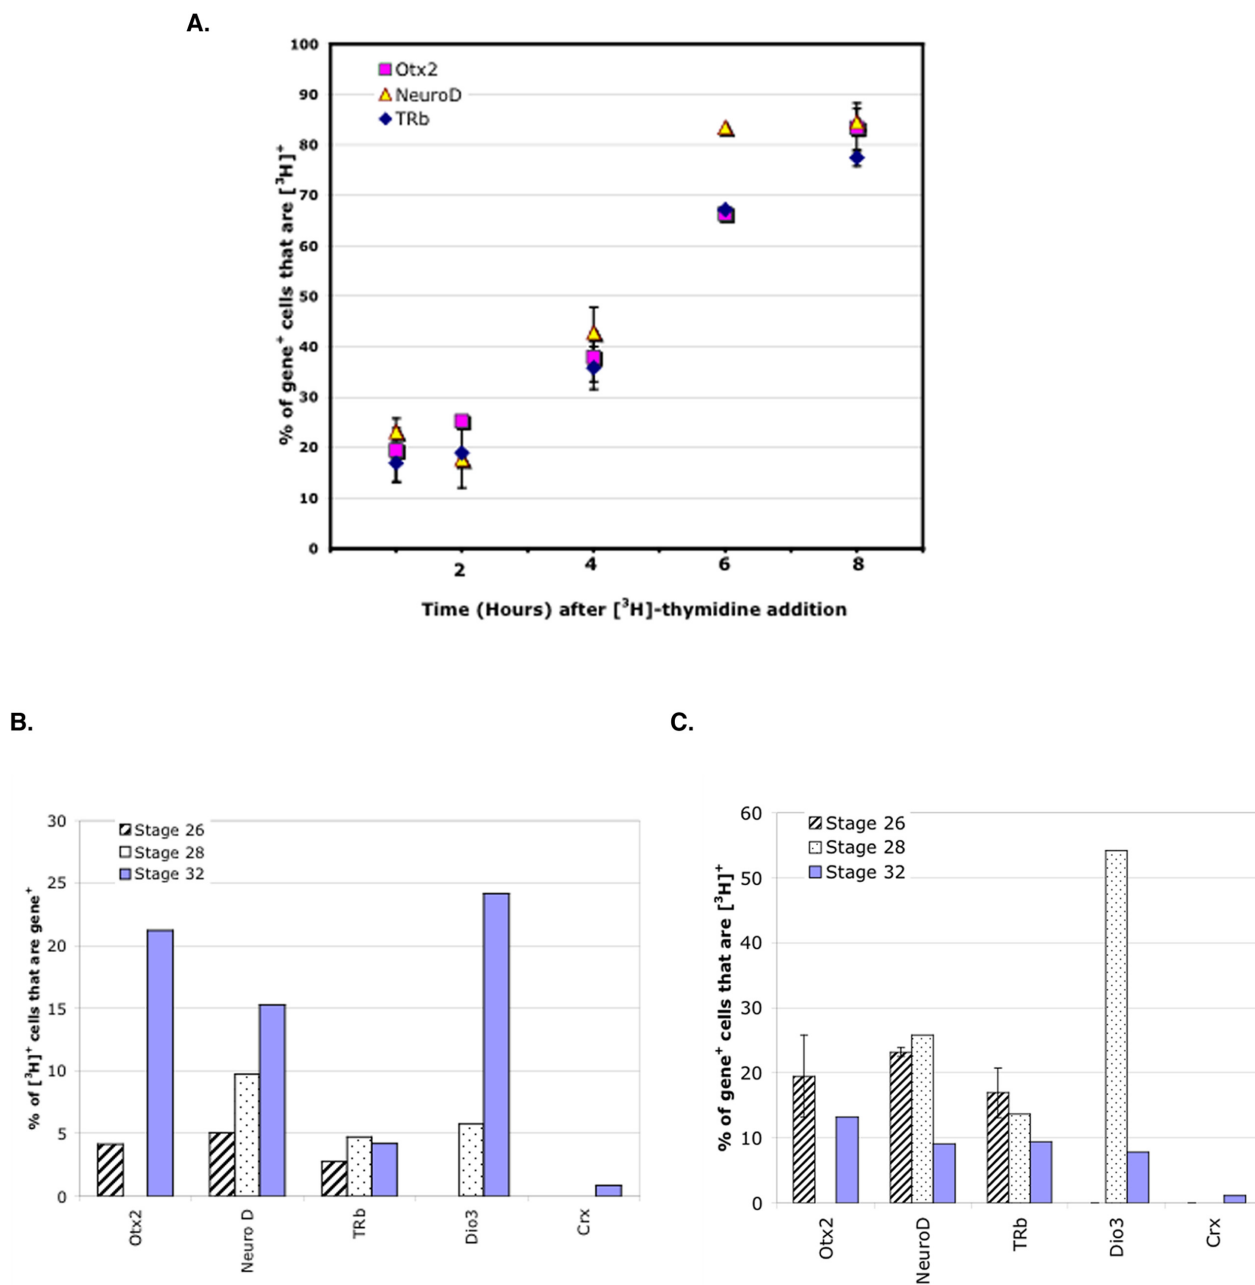 A.
100
90
80
70
60
50
40
30
20
10
0
Otx2
NeuroD
TRb
% of gene⁺ cells that are [³H]⁺
2
4
6
8
Time (Hours) after [³H]-thymidine addition
B.
30
25
20
15
10
5
0
Stage 26
Stage 28
Stage 32
% of [³H]⁺ cells that are gene⁺
Otx2
Neuro D
TRb
Dio3
Crx
C.
60
50
40
30
20
10
0
Stage 26
Stage 28
Stage 32
% of gene⁺ cells that are [³H]⁺
Otx2
NeuroD
TRb
Dio3
Crx